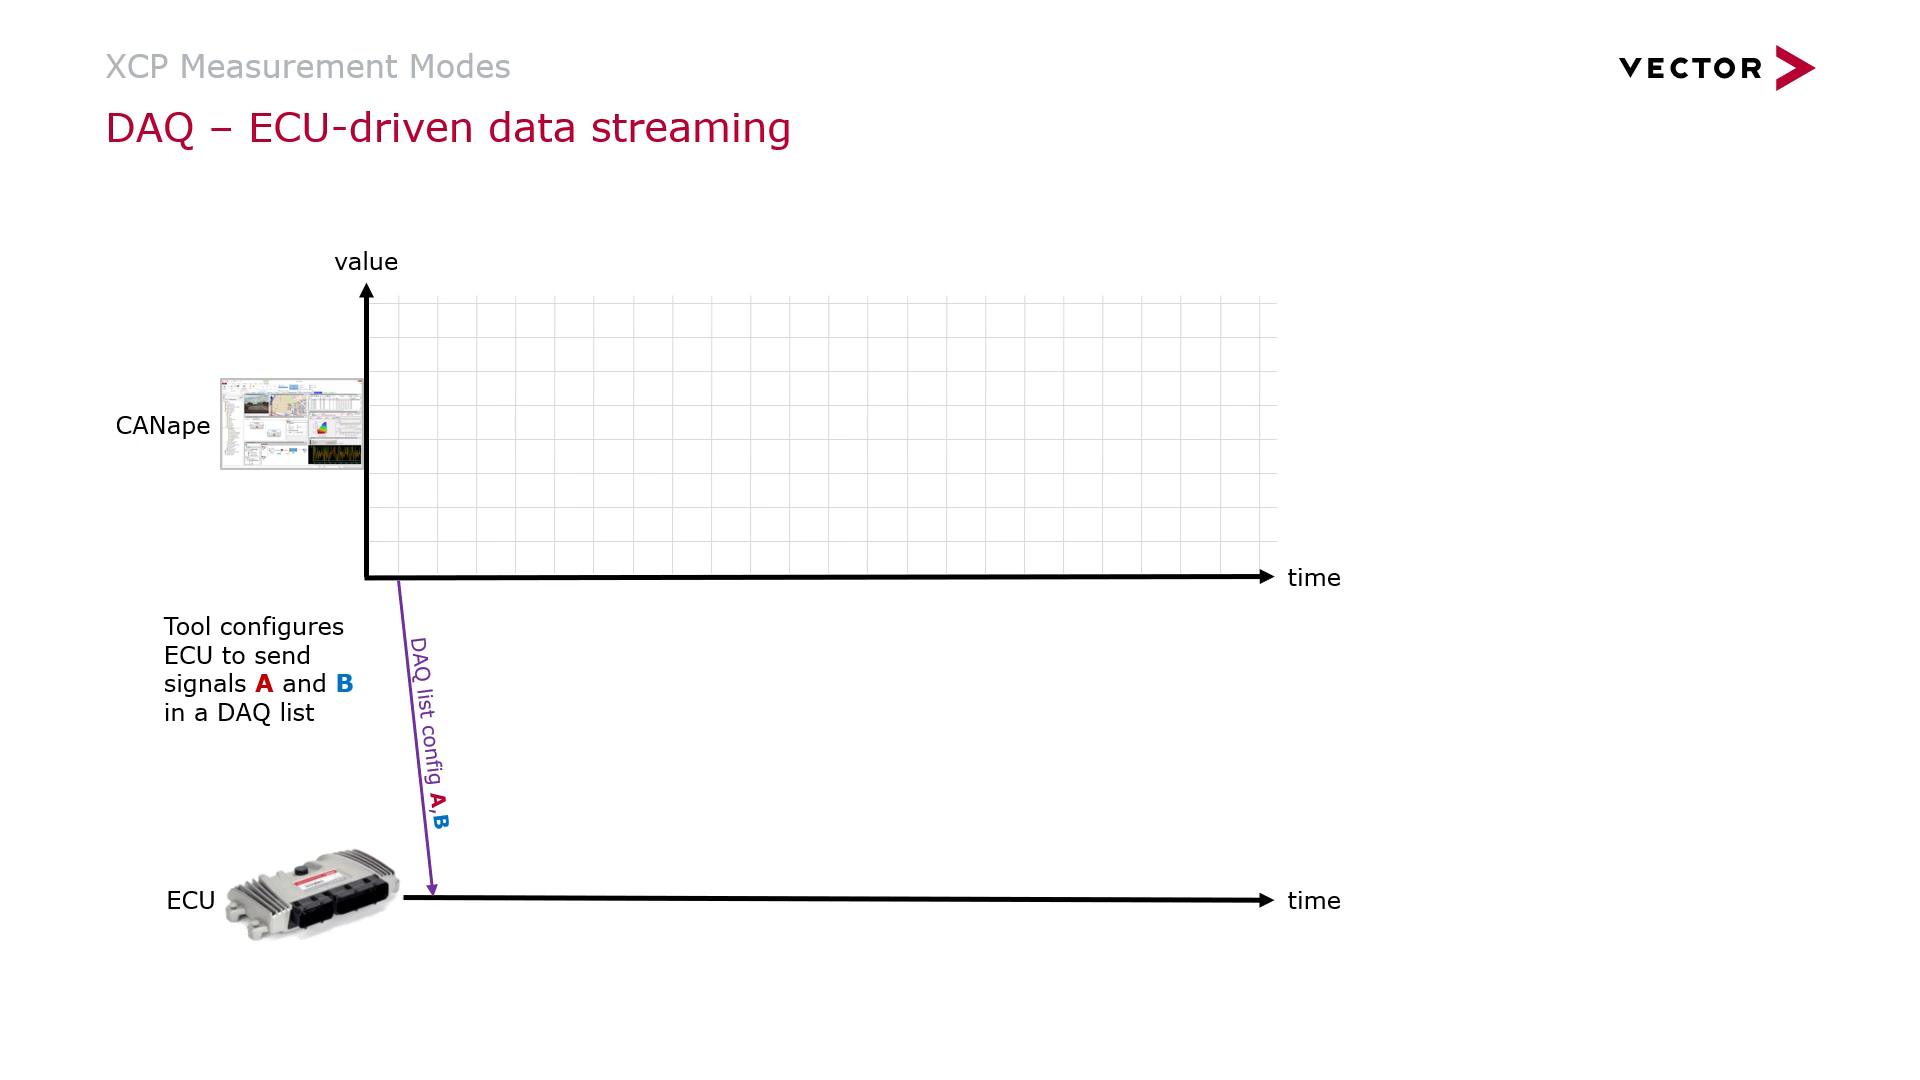 XCP Measurement Modes
VECTOR
DAQ – ECU-driven data streaming
value
CANape
time
Tool configures
ECU to send
signals A and B
in a DAQ list
DAQ list config A,B
ECU
time